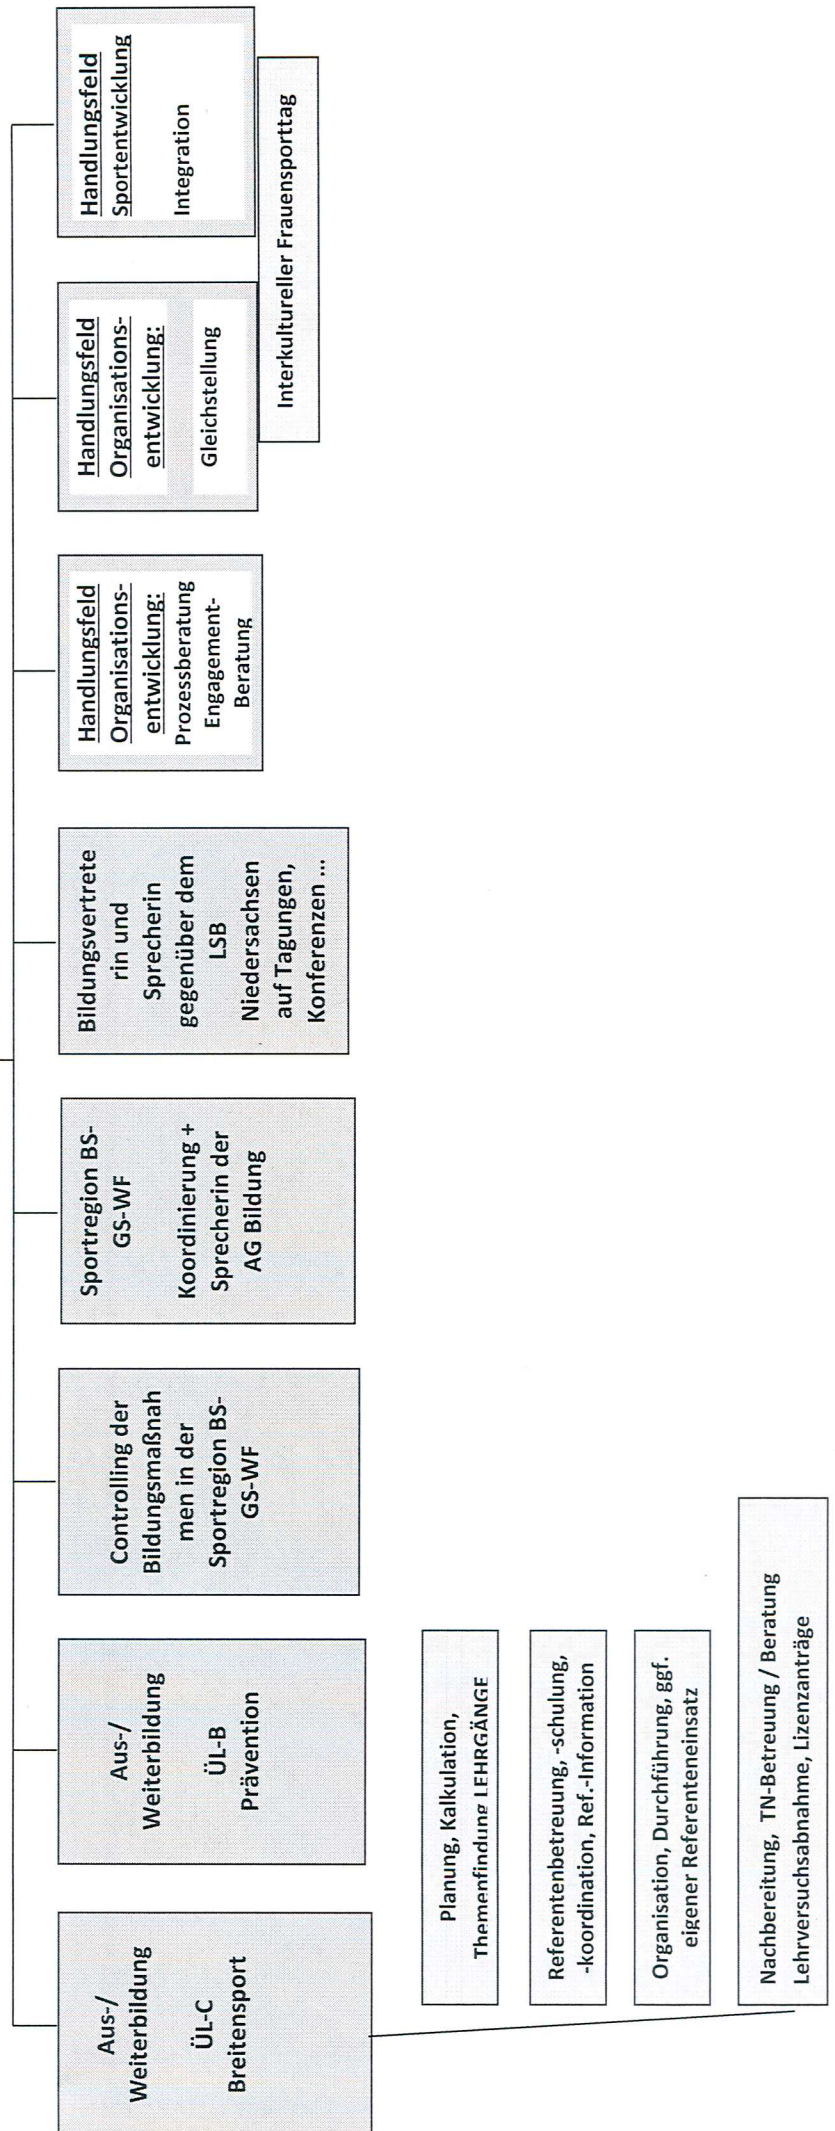 Aus-/
Weiterbildung
ÜL-C
Breitensport
Aus-/
Weiterbildung
ÜL-B
Prävention
Controlling der
Bildungsmaßnah
men in der
Sportregion BS-
GS-WF
Sportregion BS-
GS-WF
Koordinierung +
Sprecherin der
AG Bildung
Bildungsvertrete
rin und
Sprecherin
gegenüber dem
LSB
Niedersachsen
auf Tagungen,
Konferenzen ...
Handlungsfeld
Organisations-
entwicklung:
Prozessberatung
Engagement-
Beratung
Handlungsfeld
Organisations-
entwicklung:
Gleichstellung
Handlungsfeld
Sportentwicklung
Integration
Interkultureller Frauensporttag
Planung, Kalkulation,
Themenfindung LEHRGÄNGE
Referentenbetreuung, -schulung,
-koordination, Ref.-Information
Organisation, Durchführung, ggf.
eigener Referenteneinsatz
Nachbereitung, TN-Betreuung / Beratung
Lehrversuchsabnahme, Lizenzanträge